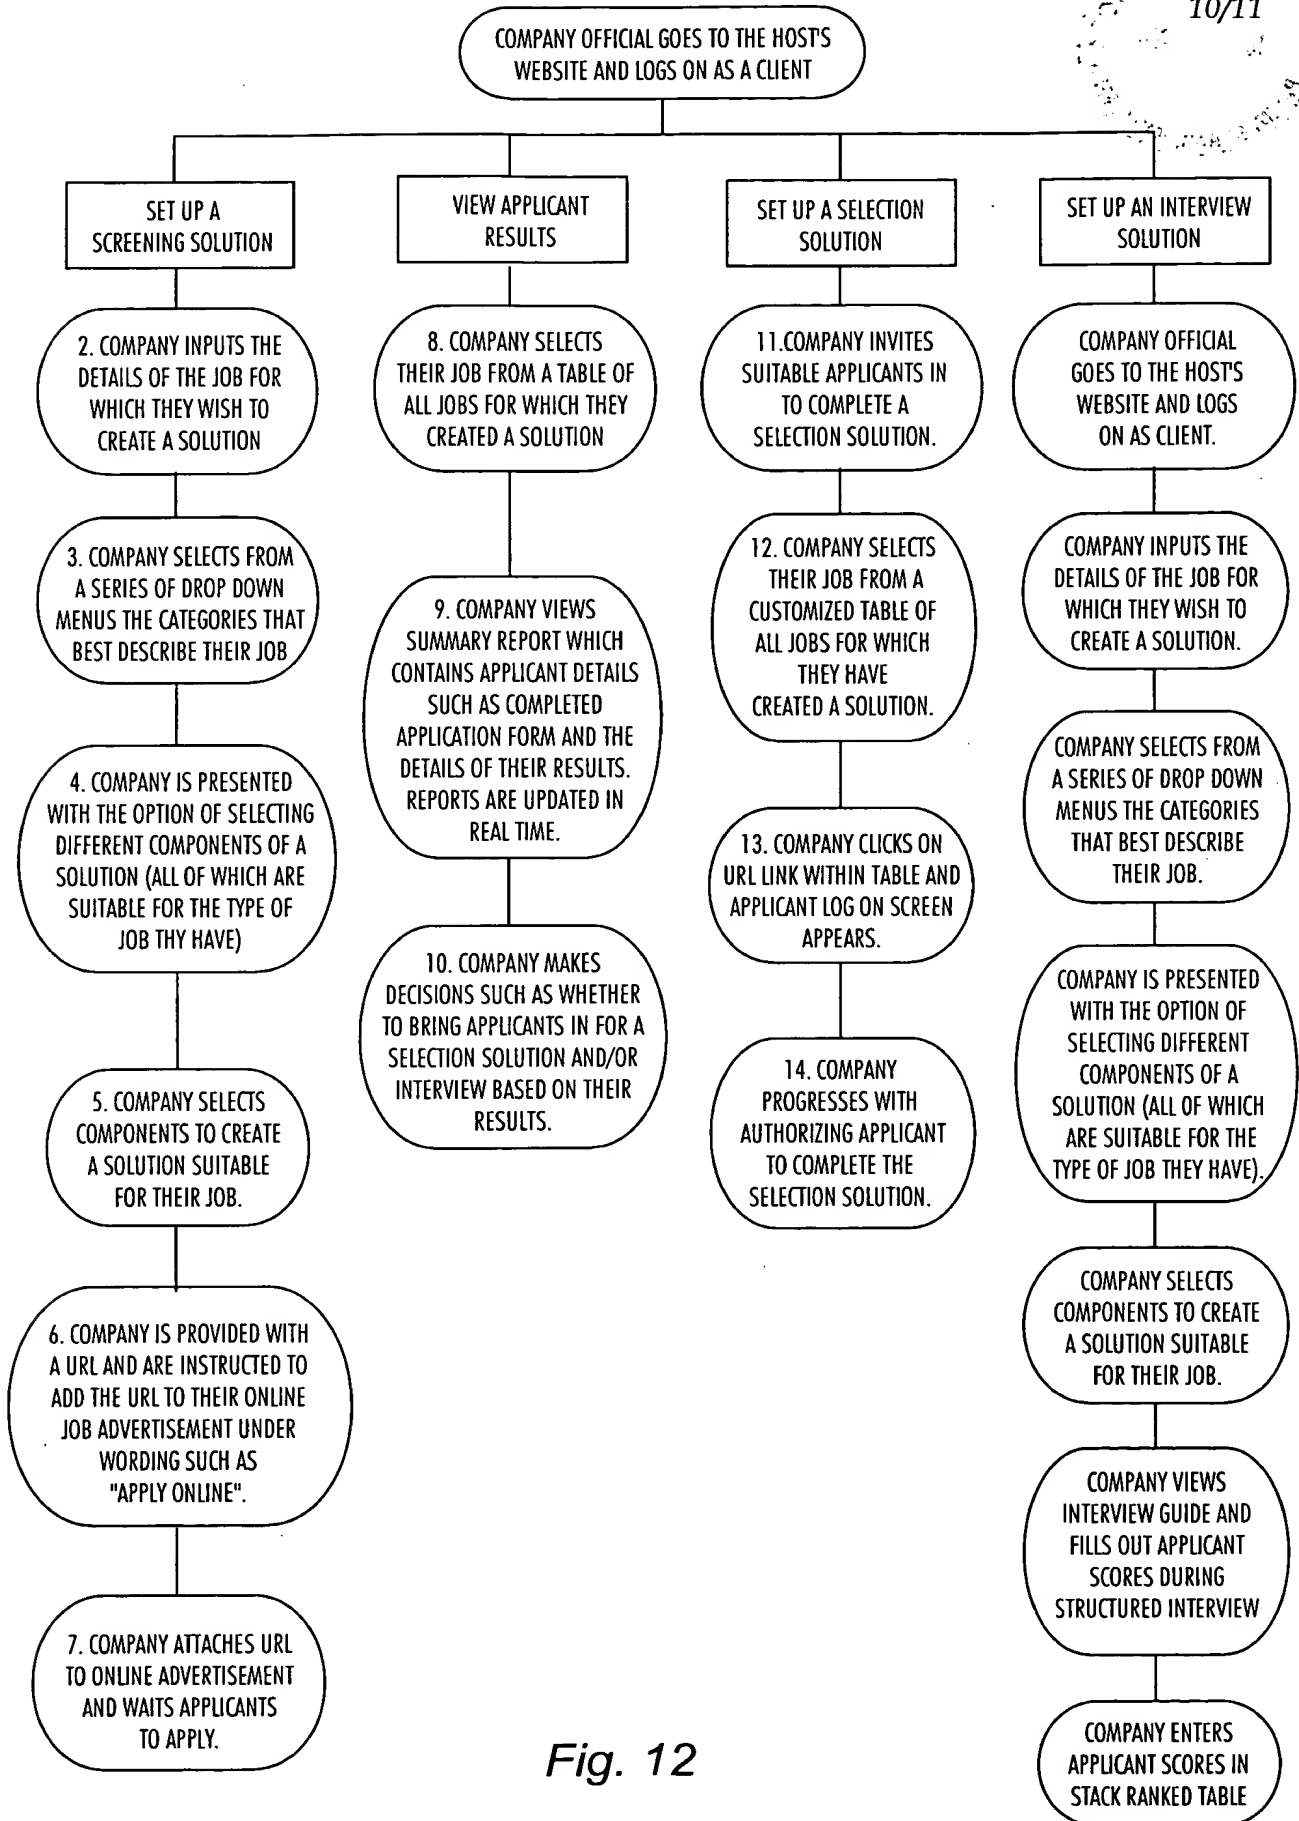 10/11
COMPANY OFFICIAL GOES TO THE HOST'S
WEBSITE AND LOGS ON AS A CLIENT
SET UP A
SCREENING SOLUTION
2. COMPANY INPUTS THE
DETAILS OF THE JOB FOR
WHICH THEY WISH TO
CREATE A SOLUTION
3. COMPANY SELECTS FROM
A SERIES OF DROP DOWN
MENUS THE CATEGORIES THAT
BEST DESCRIBE THEIR JOB
4. COMPANY IS PRESENTED
WITH THE OPTION OF SELECTING
DIFFERENT COMPONENTS OF A
SOLUTION (ALL OF WHICH ARE
SUITABLE FOR THE TYPE OF
JOB THY HAVE)
5. COMPANY SELECTS
COMPONENTS TO CREATE
A SOLUTION SUITABLE
FOR THEIR JOB.
6. COMPANY IS PROVIDED WITH
A URL AND ARE INSTRUCTED TO
ADD THE URL TO THEIR ONLINE
JOB ADVERTISEMENT UNDER
WORDING SUCH AS
"APPLY ONLINE".
7. COMPANY ATTACHES URL
TO ONLINE ADVERTISEMENT
AND WAITS APPLICANTS
TO APPLY.
VIEW APPLICANT
RESULTS
8. COMPANY SELECTS
THEIR JOB FROM A TABLE OF
ALL JOBS FOR WHICH THEY
CREATED A SOLUTION
9. COMPANY VIEWS
SUMMARY REPORT WHICH
CONTAINS APPLICANT DETAILS
SUCH AS COMPLETED
APPLICATION FORM AND THE
DETAILS OF THEIR RESULTS.
REPORTS ARE UPDATED IN
REAL TIME.
10. COMPANY MAKES
DECISIONS SUCH AS WHETHER
TO BRING APPLICANTS IN FOR A
SELECTION SOLUTION AND/OR
INTERVIEW BASED ON THEIR
RESULTS.
SET UP A SELECTION
SOLUTION
11.COMPANY INVITES
SUITABLE APPLICANTS IN
TO COMPLETE A
SELECTION SOLUTION.
12. COMPANY SELECTS
THEIR JOB FROM A
CUSTOMIZED TABLE OF
ALL JOBS FOR WHICH
THEY HAVE
CREATED A SOLUTION.
13. COMPANY CLICKS ON
URL LINK WITHIN TABLE AND
APPLICANT LOG ON SCREEN
APPEARS.
14. COMPANY
PROGRESSES WITH
AUTHORIZING APPLICANT
TO COMPLETE THE
SELECTION SOLUTION.
SET UP AN INTERVIEW
SOLUTION
COMPANY OFFICIAL
GOES TO THE HOST'S
WEBSITE AND LOGS
ON AS CLIENT.
COMPANY INPUTS THE
DETAILS OF THE JOB FOR
WHICH THEY WISH TO
CREATE A SOLUTION.
COMPANY SELECTS FROM
A SERIES OF DROP DOWN
MENUS THE CATEGORIES
THAT BEST DESCRIBE
THEIR JOB.
COMPANY IS PRESENTED
WITH THE OPTION OF
SELECTING DIFFERENT
COMPONENTS OF A
SOLUTION (ALL OF WHICH
ARE SUITABLE FOR THE
TYPE OF JOB THEY HAVE).
COMPANY SELECTS
COMPONENTS TO CREATE
A SOLUTION SUITABLE
FOR THEIR JOB.
COMPANY VIEWS
INTERVIEW GUIDE AND
FILLS OUT APPLICANT
SCORES DURING
STRUCTURED INTERVIEW
COMPANY ENTERS
APPLICANT SCORES IN
STACK RANKED TABLE
Fig. 12